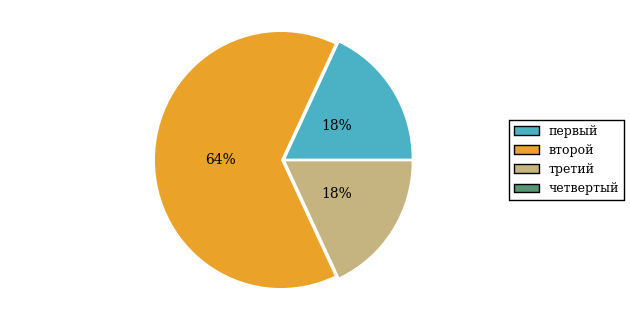 18%
64%
18%
первый
второй
третий
четвертый